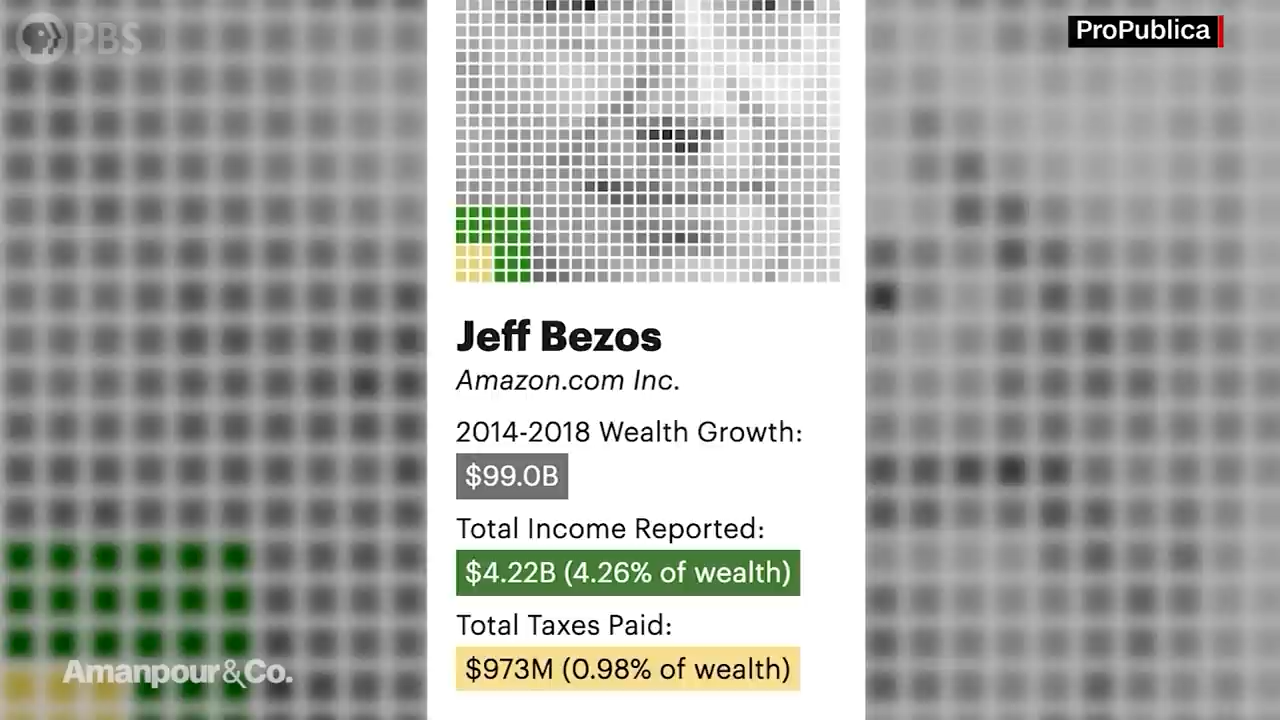 PBS
ProPublica
Jeff Bezos
Amazon.com Inc.
2014-2018 Wealth Growth:
$99.0B
Total Income Reported:
$4.22B (4.26% of wealth)
Total Taxes Paid:
$973M (0.98% of wealth)
Amanpour&Co.